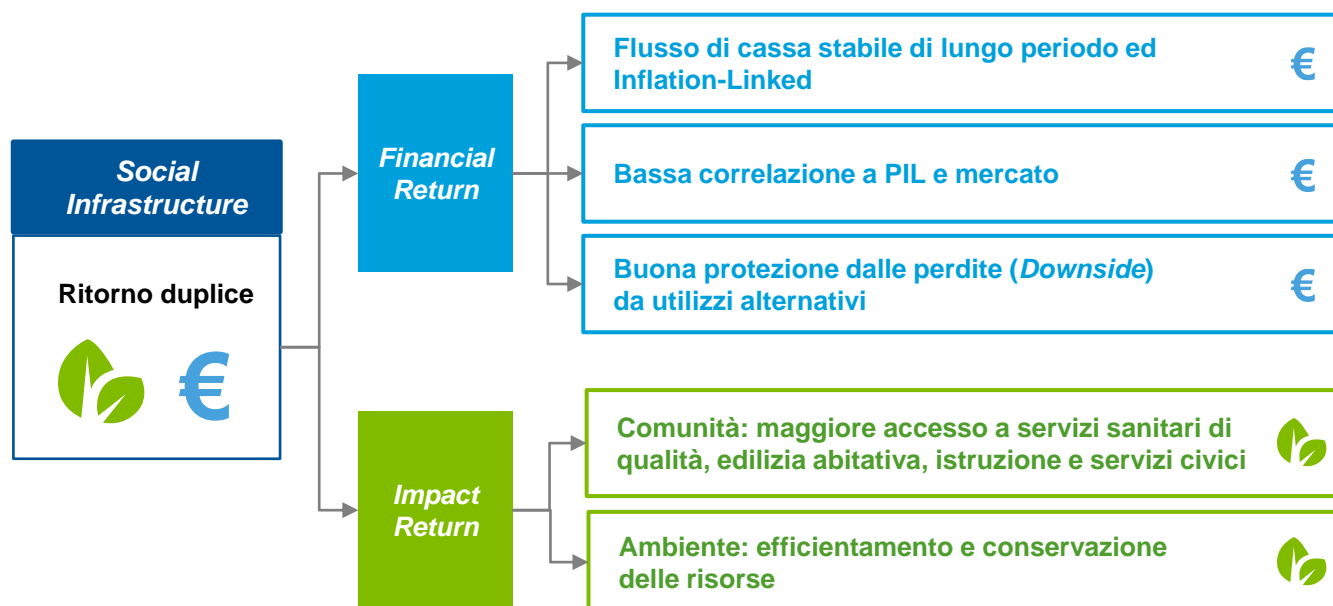 Social
Infrastructure
Ritorno duplice
€
Financial
Return
Flusso di cassa stabile di lungo periodo ed
Inflation-Linked
€
Bassa correlazione a PIL e mercato
€
Buona protezione dalle perdite (Downside)
da utilizzi alternativi
€
Impact
Return
Comunità: maggiore accesso a servizi sanitari di
qualità, edilizia abitativa, istruzione e servizi civici
Ambiente: efficientamento e conservazione
delle risorse